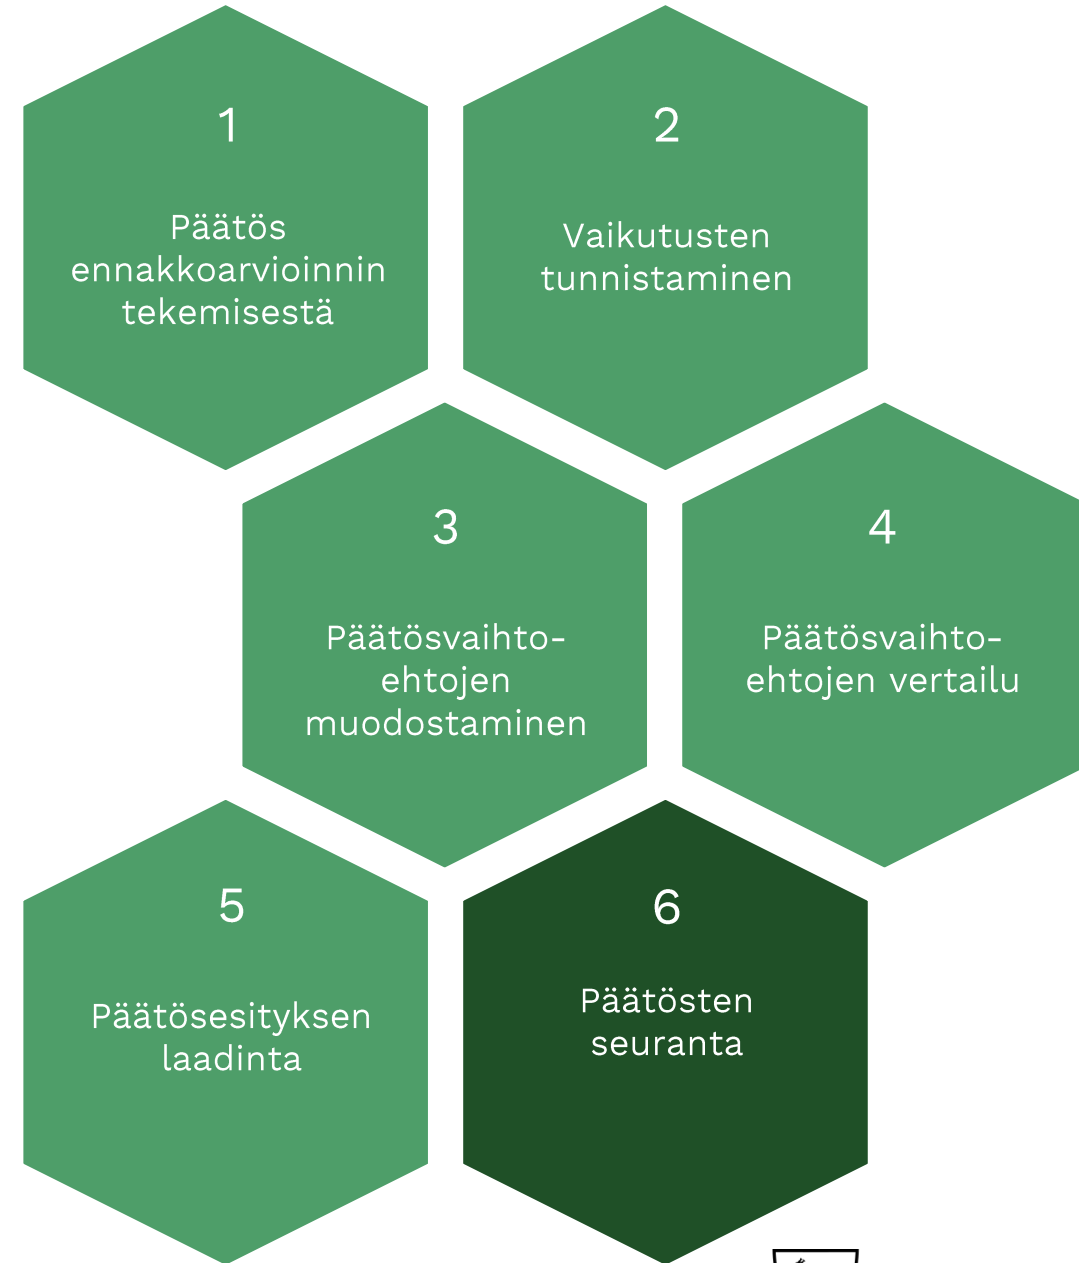 1
Päätös
ennakkoarvioinnin
tekemisestä
2
Vaikutusten
tunnistaminen
3
Päätösvaihto-
ehtojen
muodostaminen
4
Päätösvaihto-
ehtojen vertailu
5
Päätösesityksen
laadinta
6
Päätösten
seuranta